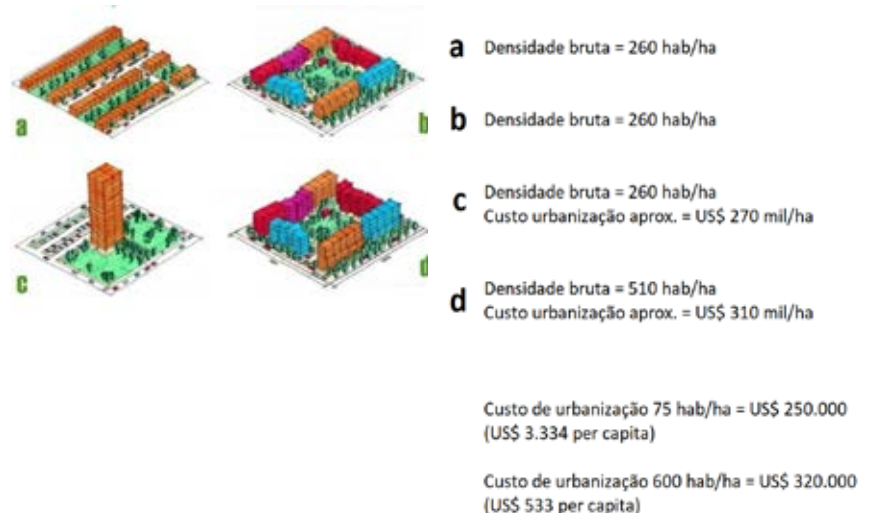 a
b
c
d
a Densidade bruta = 260 hab/ha
b Densidade bruta = 260 hab/ha
c Densidade bruta = 260 hab/ha
Custo urbanização aprox. = US$ 270 mil/ha
d Densidade bruta = 510 hab/ha
Custo urbanização aprox. = US$ 310 mil/ha
Custo de urbanização 75 hab/ha = US$ 250.000
(US$ 3.334 per capita)
Custo de urbanização 600 hab/ha = US$ 320.000
(US$ 533 per capita)